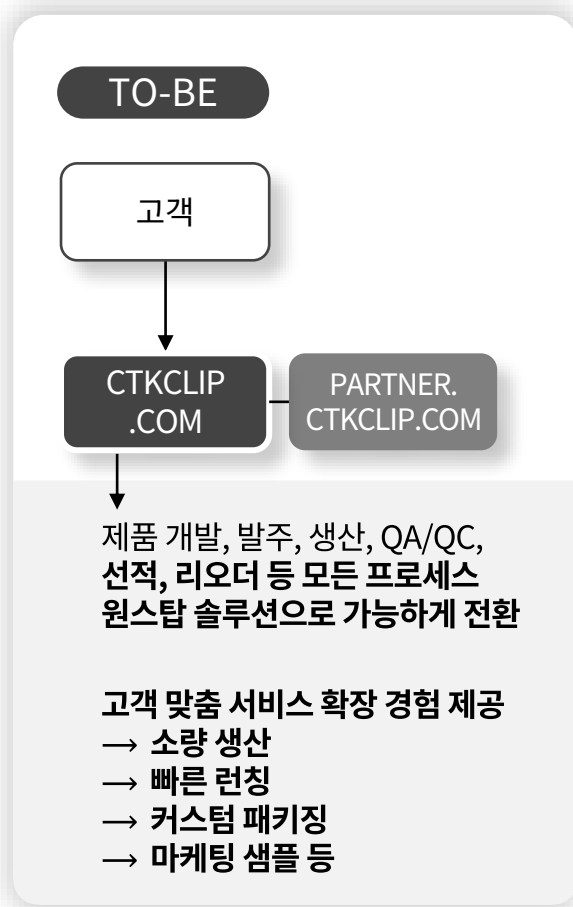 TO-BE
고객
CTKCLIP
.COM
PARTNER.
CTKCLIP.COM
제품 개발, 발주, 생산, QA/QC,
선적, 리오더 등 모든 프로세스
원스탑 솔루션으로 가능하게 전환
고객 맞춤 서비스 확장 경험 제공
→ 소량 생산
→ 빠른 런칭
→ 커스텀 패키징
→ 마케팅 샘플 등